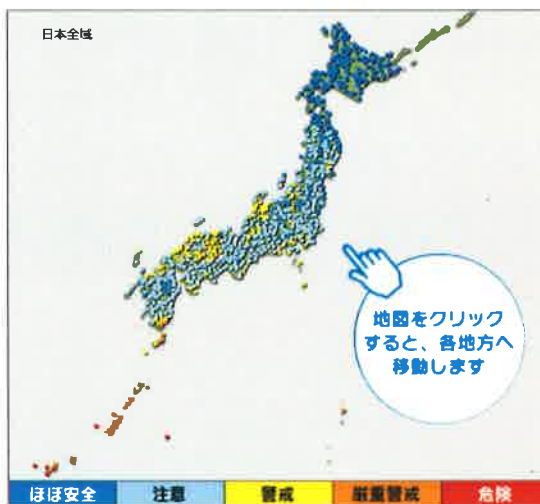 日本全域
地図をクリック
すると、各地方へ
移動します
ほぼ安全 注意 警戒 厳重警戒 危険